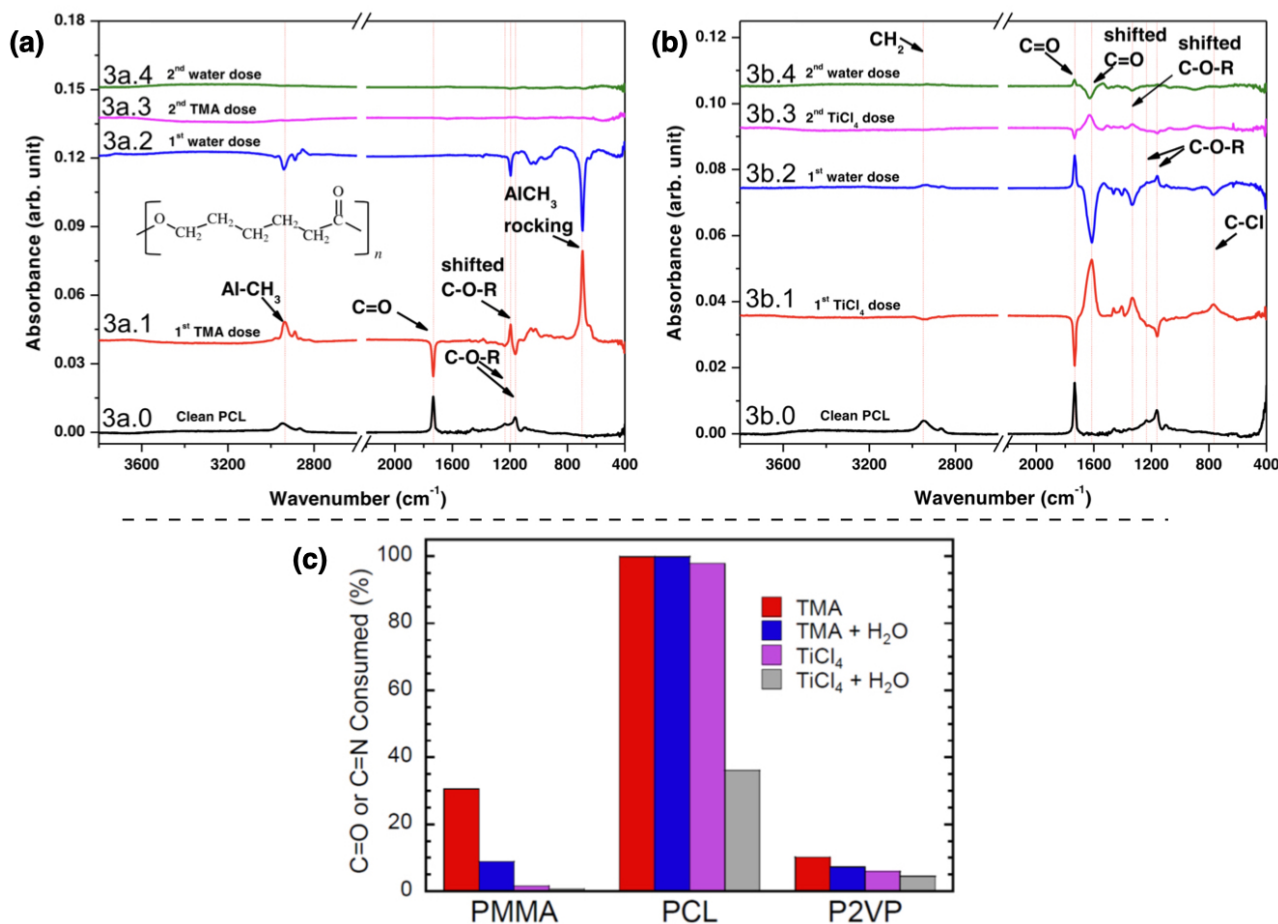 (a)
0.18
0.15
0.12
0.09
0.06
0.03
0.00
Absorbance (arb. unit)
3a.4 2nd water dose
3a.3 2nd TMA dose
3a.2 1st water dose
O
CH2
CH2
CH2
CH2
CH2
C
O
n
AlCH3
rocking
Al-CH3
shifted
C-O-R
C=O
3a.1 1st TMA dose
C-O-R
3a.0 Clean PCL
3600 3200 2800 2000 1600 1200 800 400
Wavenumber (cm-1)
(b)
0.12
0.10
0.08
0.06
0.04
0.02
0.00
Absorbance (arb. unit)
CH2
C=O
shifted
C=O
shifted
C-O-R
3b.4 2nd water dose
3b.3 2nd TiCl4 dose
3b.2 1st water dose
C-O-R
C-Cl
3b.1 1st TiCl4 dose
3b.0 Clean PCL
3600 3200 2800 2000 1600 1200 800 400
Wavenumber (cm-1)
(c)
100
80
60
40
20
0
C=O or C=N Consumed (%)
TMA
TMA + H2O
TiCl4
TiCl4 + H2O
PMMA PCL P2VP